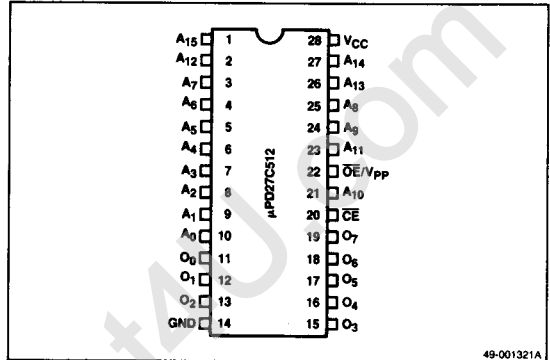 A15 1 28 VCC
A12 2 27 A14
A7 3 26 A13
A6 4 25 A8
A5 5 24 A9
A4 6 23 A11
A3 7 22 OE/VPP
A2 8 21 A10
A1 9 20 CE
A0 10 19 O7
O0 11 18 O6
O1 12 17 O5
O2 13 16 O4
GND 14 15 O3
µPD27C512
49-001321A
t4U.com